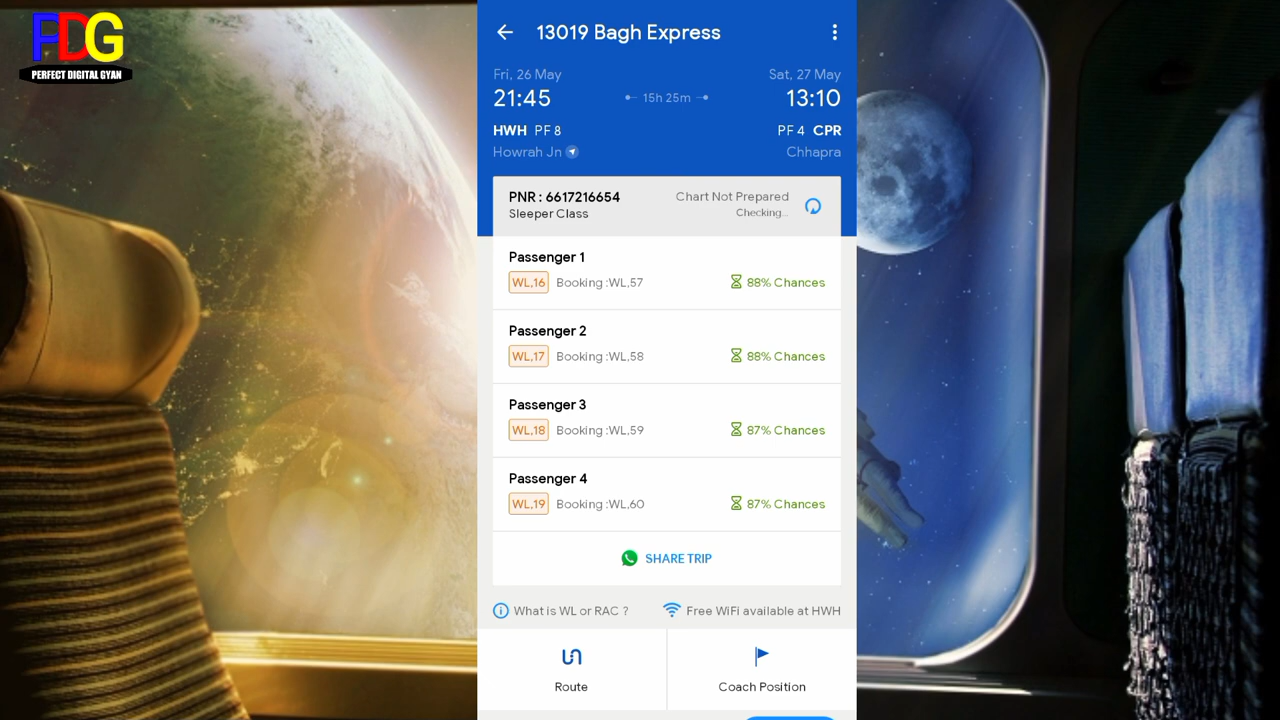 PDG
PERFECT DIGITAL GYAN
13019 Bagh Express
Fri, 26 May
Sat, 27 May
21:45
15h 25m
13:10
HWH PF 8
PF 4 CPR
Howrah Jn
Chhapra
PNR : 6617216654
Chart Not Prepared
Sleeper Class
Checking...
Passenger 1
WL,16 Booking :WL,57 88% Chances
Passenger 2
WL,17 Booking :WL,58 88% Chances
Passenger 3
WL,18 Booking :WL,59 87% Chances
Passenger 4
WL,19 Booking :WL,60 87% Chances
SHARE TRIP
What is WL or RAC ?
Free WiFi available at HWH
Route
Coach Position